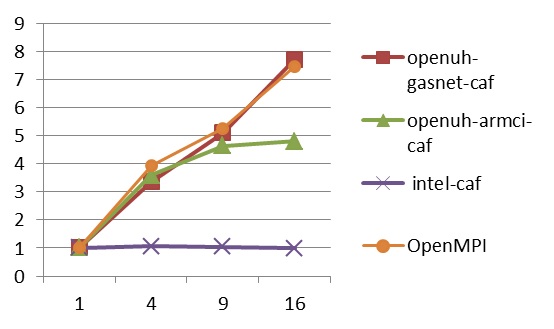 9
8
7
6
5
4
3
2
1
0
1 4 9 16
openuh-
gasnet-caf
openuh-armci-
caf
intel-caf
OpenMPI